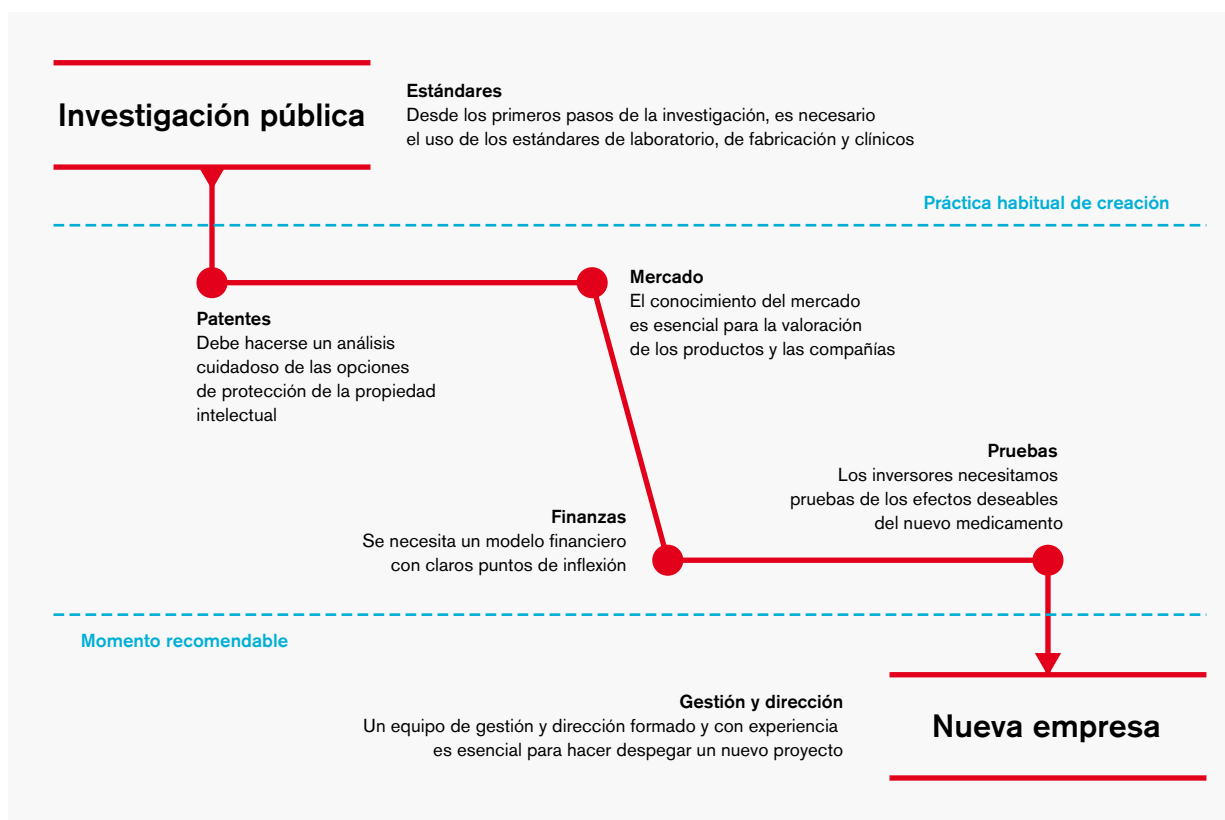 Investigación pública
Estándares
Desde los primeros pasos de la investigación, es necesario
el uso de los estándares de laboratorio, de fabricación y clínicos
Práctica habitual de creación
Patentes
Debe hacerse un análisis
cuidadoso de las opciones
de protección de la propiedad
intelectual
Mercado
El conocimiento del mercado
es esencial para la valoración
de los productos y las compañías
Finanzas
Se necesita un modelo financiero
con claros puntos de inflexión
Pruebas
Los inversores necesitamos
pruebas de los efectos deseables
del nuevo medicamento
Momento recomendable
Gestión y dirección
Un equipo de gestión y dirección formado y con experiencia
es esencial para hacer despegar un nuevo proyecto
Nueva empresa